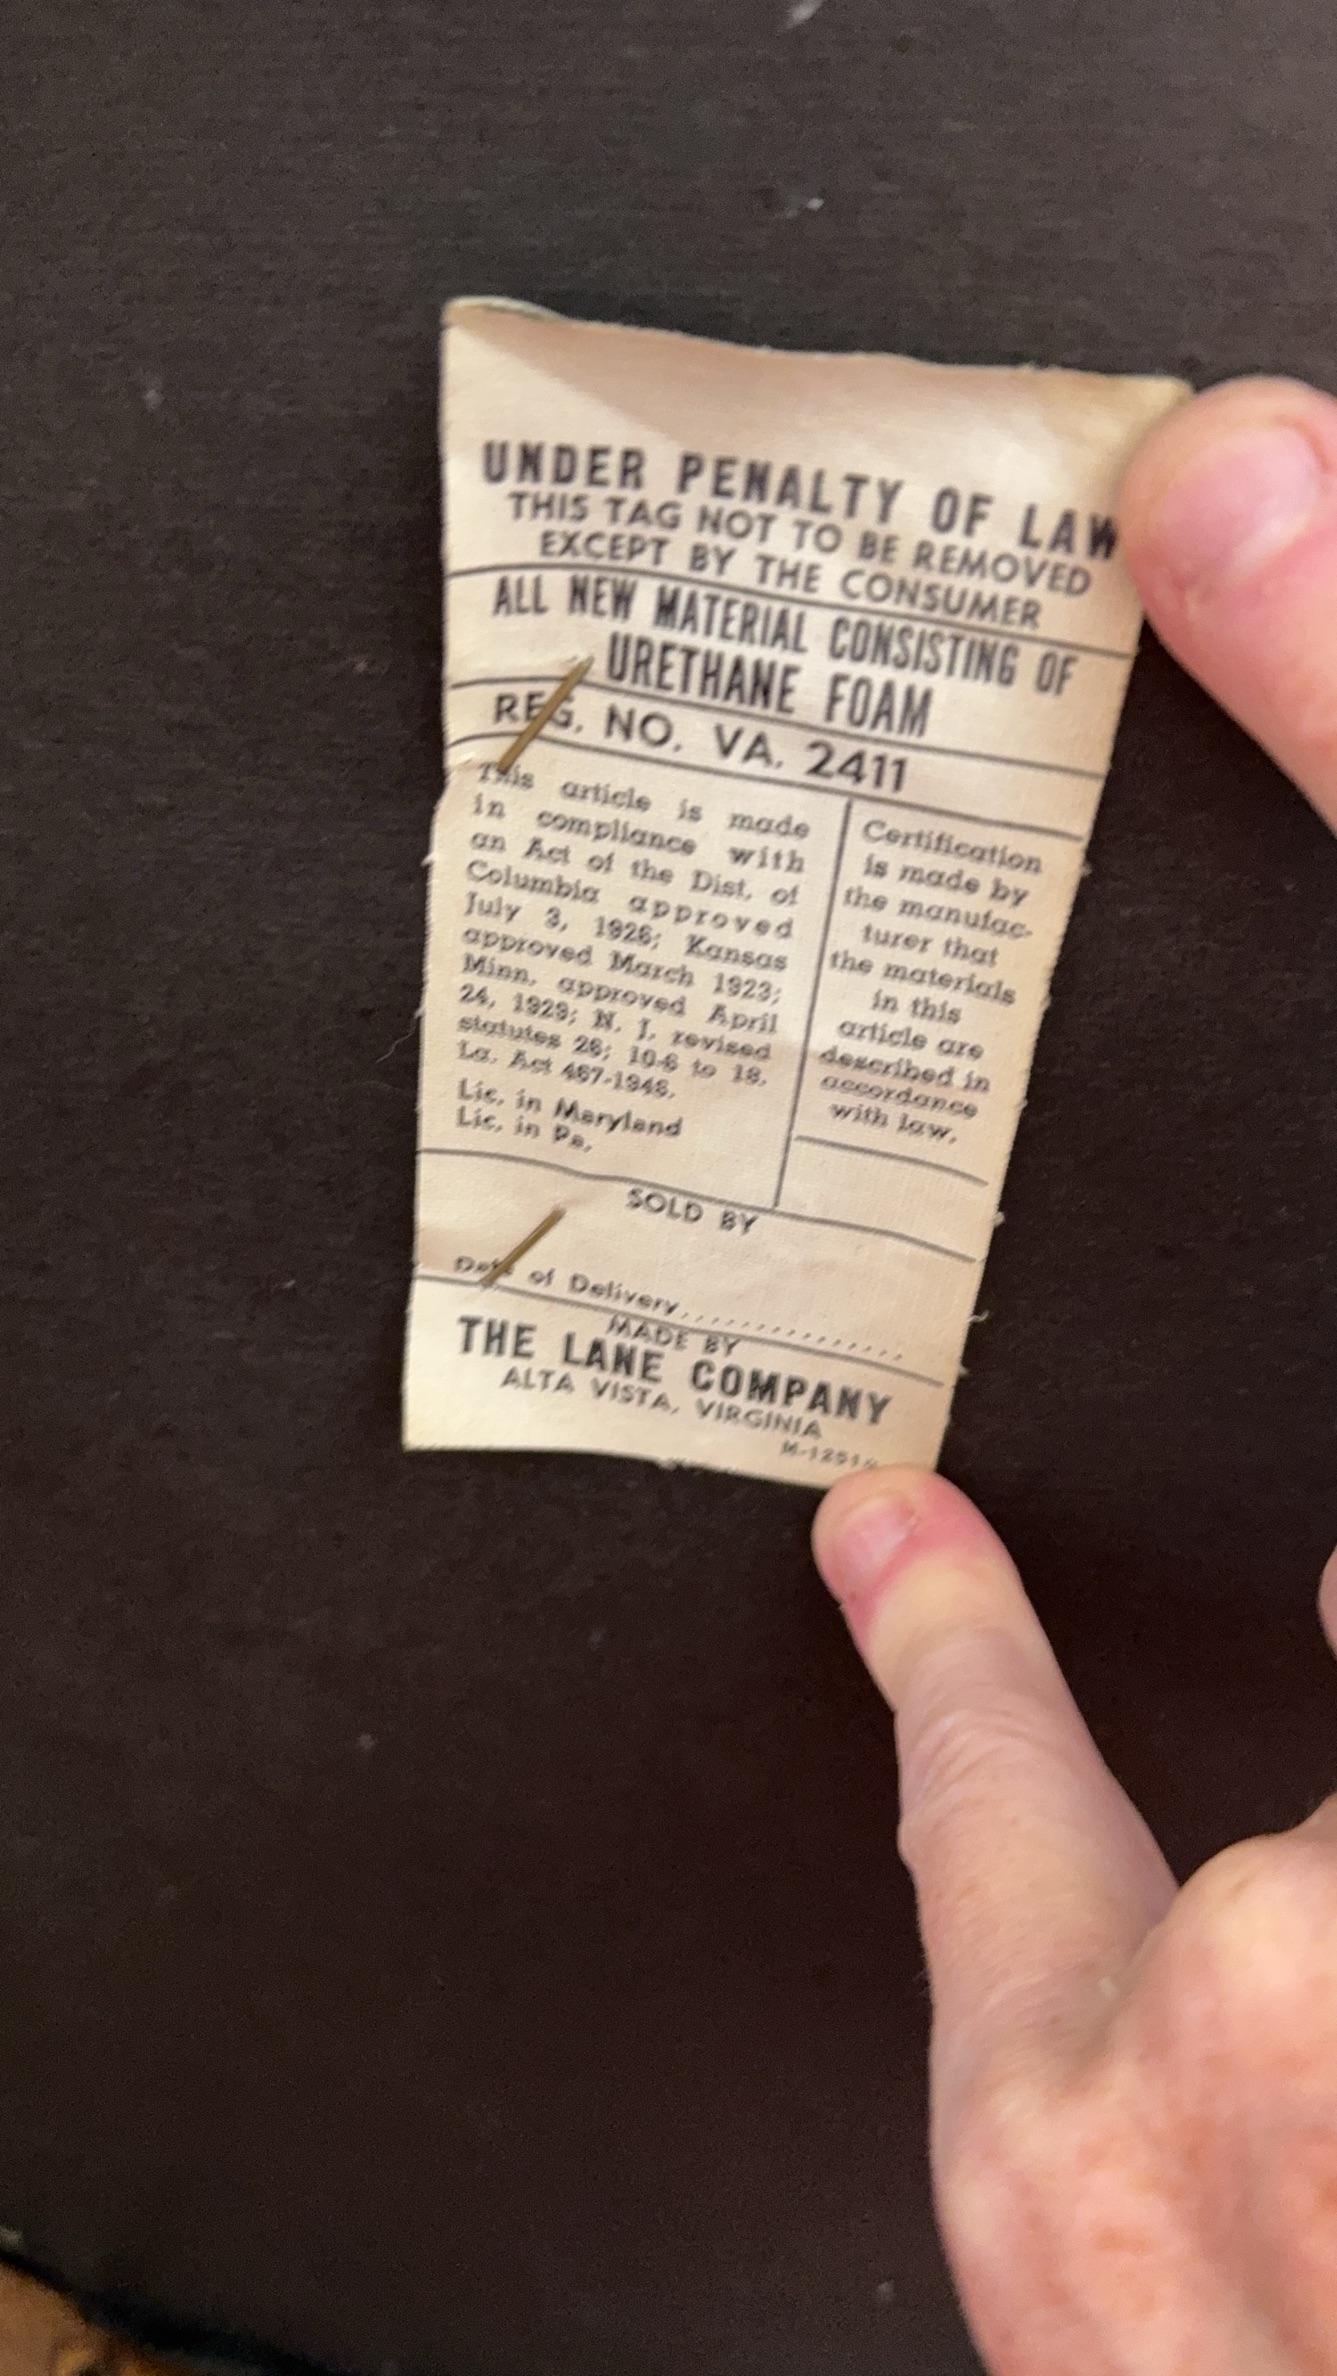 UNDER PENALTY OF LAW
THIS TAG NOT TO BE REMOVED
EXCEPT BY THE CONSUMER
ALL NEW MATERIAL CONSISTING OF
URETHANE FOAM
REG. NO. VA. 2411
This article is made
in compliance with
an Act of the Dist. of
Columbia approved
July 3, 1926; Kansas
approved March 1923;
Minn. approved April
24, 1929; N. J. revised
statutes 26; 10-6 to 18.
La. Act 467-1948.
Lic. in Maryland
Lic. in Pa.
Certification
is made by
the manufac-
turer that
the materials
in this
article are
described in
accordance
with law.
SOLD BY
Date of Delivery...............
MADE BY
THE LANE COMPANY
ALTA VISTA, VIRGINIA